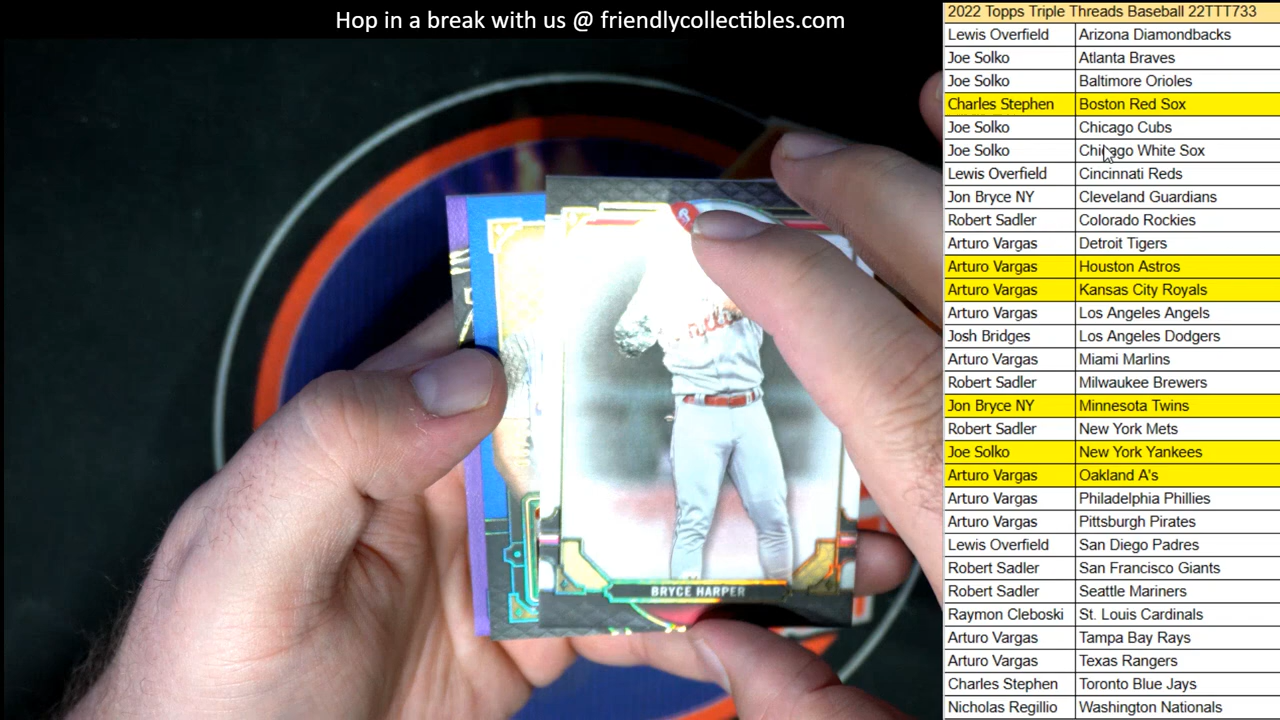 Hop in a break with us @ friendlycollectibles.com
2022 Topps Triple Threads Baseball 22TTT733
Lewis Overfield Arizona Diamondbacks
Joe Solko Atlanta Braves
Joe Solko Baltimore Orioles
Charles Stephen Boston Red Sox
Joe Solko Chicago Cubs
Joe Solko Chicago White Sox
Lewis Overfield Cincinnati Reds
Jon Bryce NY Cleveland Guardians
Robert Sadler Colorado Rockies
Arturo Vargas Detroit Tigers
Arturo Vargas Houston Astros
Arturo Vargas Kansas City Royals
Arturo Vargas Los Angeles Angels
Josh Bridges Los Angeles Dodgers
Arturo Vargas Miami Marlins
Robert Sadler Milwaukee Brewers
Jon Bryce NY Minnesota Twins
Robert Sadler New York Mets
Joe Solko New York Yankees
Arturo Vargas Oakland A's
Arturo Vargas Philadelphia Phillies
Arturo Vargas Pittsburgh Pirates
Lewis Overfield San Diego Padres
Robert Sadler San Francisco Giants
Robert Sadler Seattle Mariners
Raymon Cleboski St. Louis Cardinals
Arturo Vargas Tampa Bay Rays
Arturo Vargas Texas Rangers
Charles Stephen Toronto Blue Jays
Nicholas Regillio Washington Nationals
BRYCE HARPER